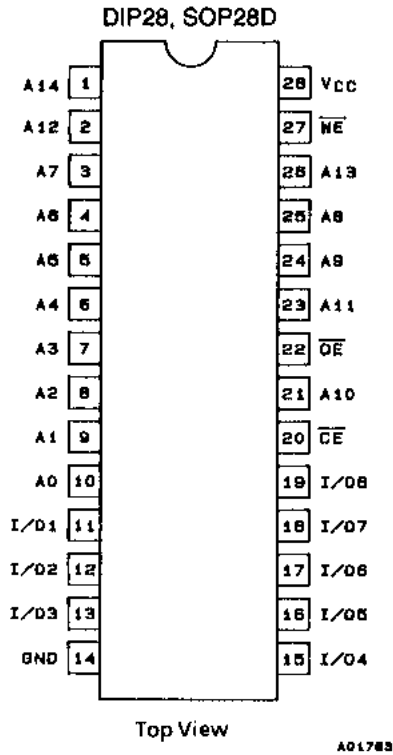 DIP28, SOP28D
A14 1 28 VCC
A12 2 27 WE
A7 3 26 A13
A6 4 25 A8
A5 5 24 A9
A4 6 23 A11
A3 7 22 OE
A2 8 21 A10
A1 9 20 CE
A0 10 19 I/O8
I/O1 11 18 I/O7
I/O2 12 17 I/O6
I/O3 13 16 I/O5
GND 14 15 I/O4
Top View
A01783